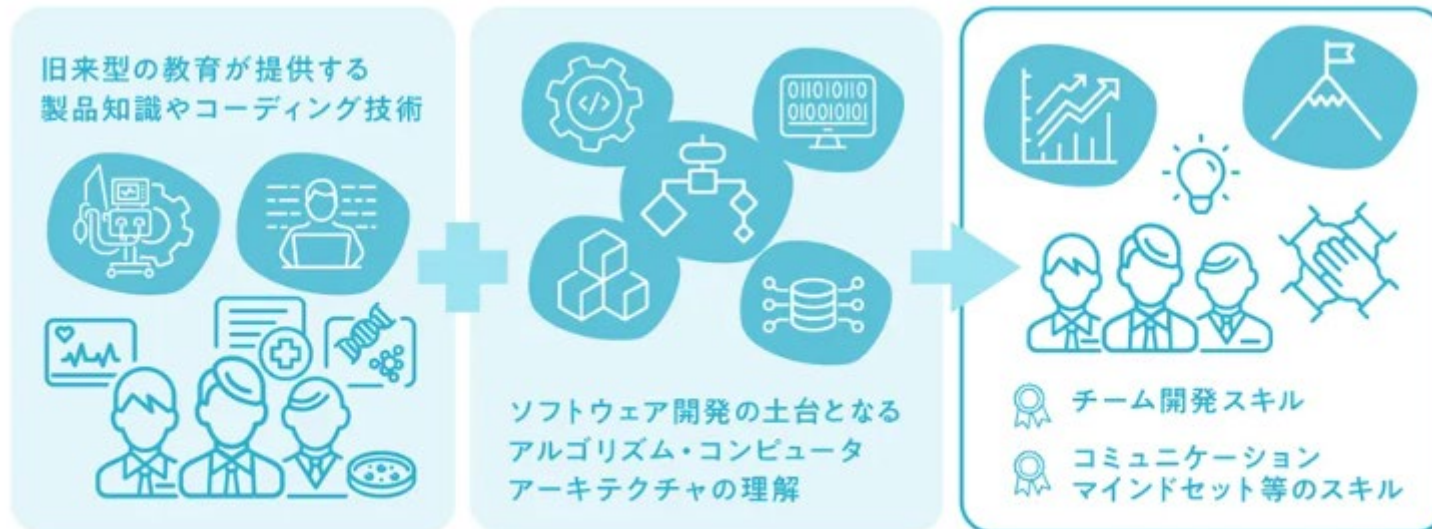 旧来型の教育が提供する
製品知識やコーディング技術
</>
011010110
010010101
ソフトウェア開発の土台となる
アルゴリズム・コンピュータ
アーキテクチャの理解
チーム開発スキル
コミュニケーション
マインドセット等のスキル